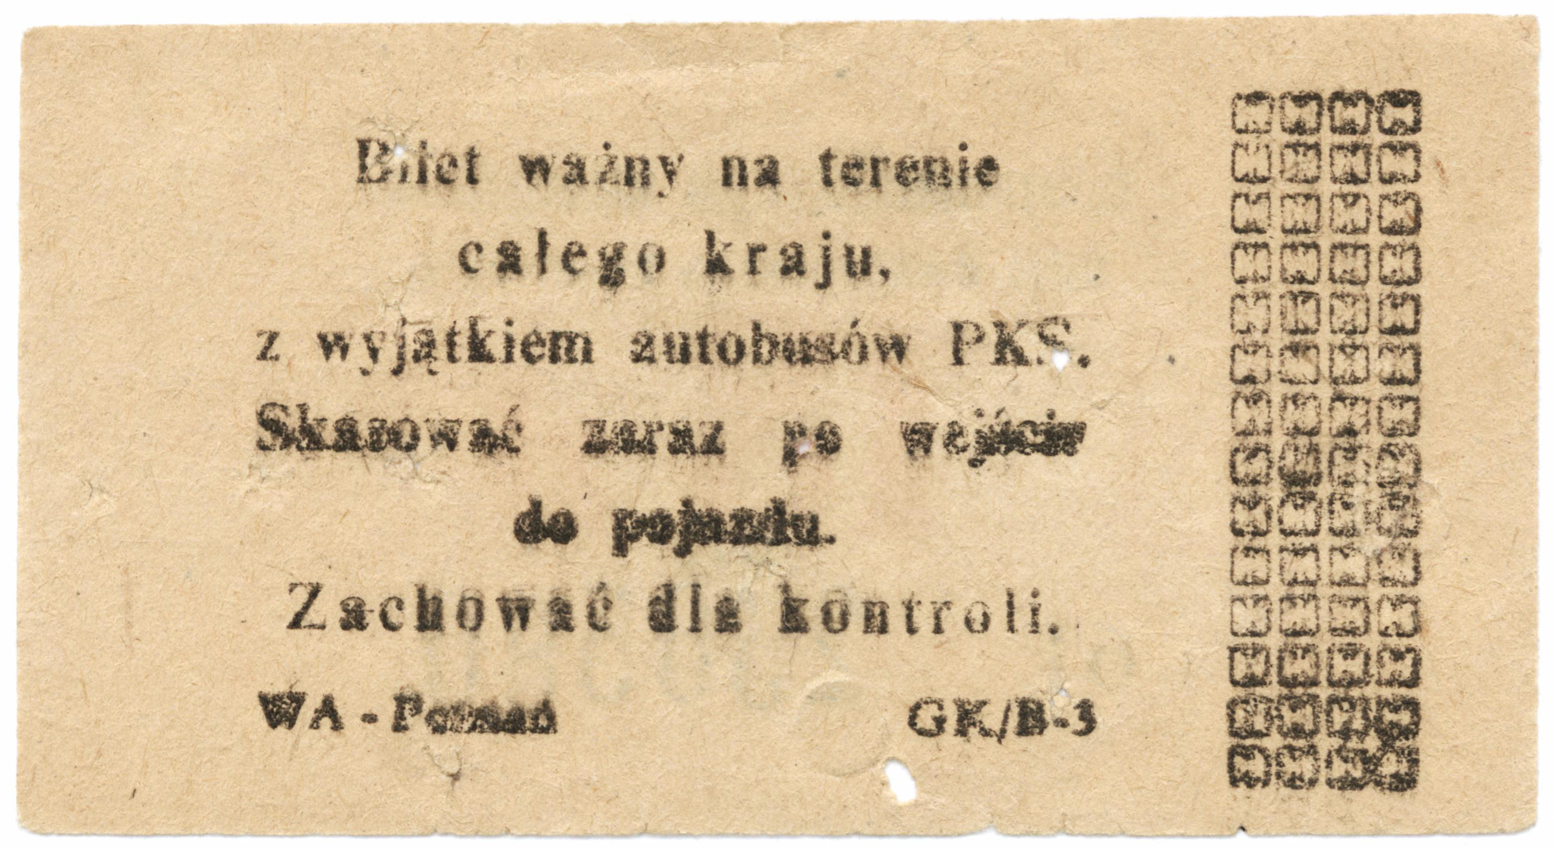 Bilet ważny na terenie
całego kraju,
z wyjątkiem autobusów PKS.
Skasować zaraz po wejściu
do pojazdu.
Zachować dla kontroli.
WA - Poznań GK/B-3